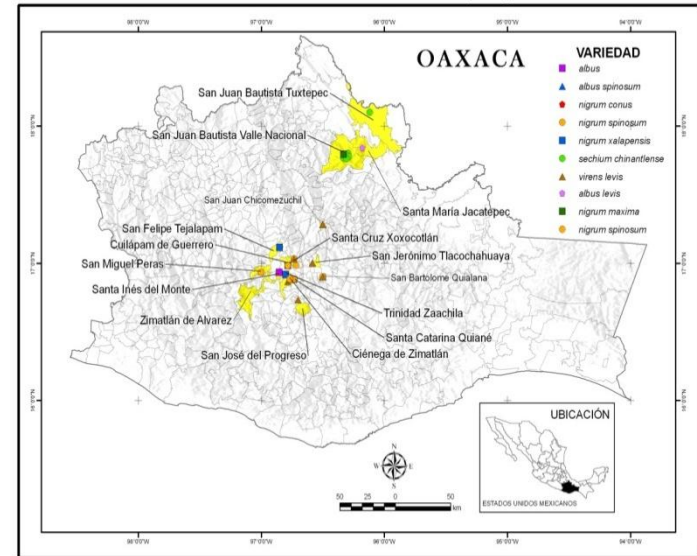 OAXACA
VARIEDAD
albus
albus spinosum
nigrum conus
nigrum spinosum
nigrum xalapensis
sechium chinantlense
virens levis
albus levis
nigrum maxima
nigrum spinosum
San Juan Bautista Tuxtepec
San Juan Bautista Valle Nacional
San Juan Chicomezuchil
Santa María Jacatepec
San Felipe Tejalapam
Cuilápam de Guerrero
Santa Cruz Xoxocotlán
San Miguel Peras
San Jerónimo Tlacochahuaya
San Bartolome Quialana
Santa Inés del Monte
Trinidad Zaachila
Zimatlán de Alvarez
Santa Catarina Quiané
San José del Progreso
Ciénega de Zimatlán
UBICACIÓN
ESTADOS UNIDOS MEXICANOS
N
W
E
S
50 25 0 50
km